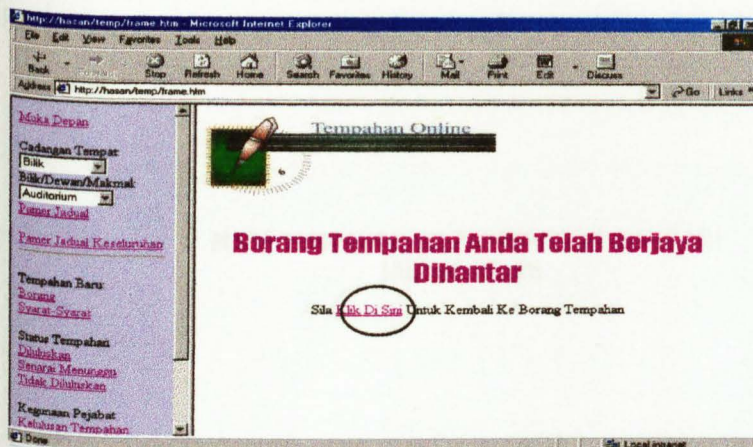 http://hasan/temp/frame.htm - Microsoft Internet Explorer
File Edit View Favorites Tools Help
Back Stop Refresh Home Search Favorites History Mail Print Edit Discuss
Address http://hasan/temp/frame.htm Go Links
Muka Depan
Cadangan Tempat
Bilik
Bilik/Dewan/Makmal
Auditorium
Pamer Jadual
Pamer Jadual Keseluruhan
Tempahan Baru:
Borang
Syarat-Syarat
Status Tempahan
Diluluskan
Senarai Menunggu
Tidak Diluluskan
Kegunaan Pejabat
Kelulusan Tempahan
Tempahan Online
Borang Tempahan Anda Telah Berjaya
Dihantar
Sila Klik Di Sini Untuk Kembali Ke Borang Tempahan
Done
Local intranet